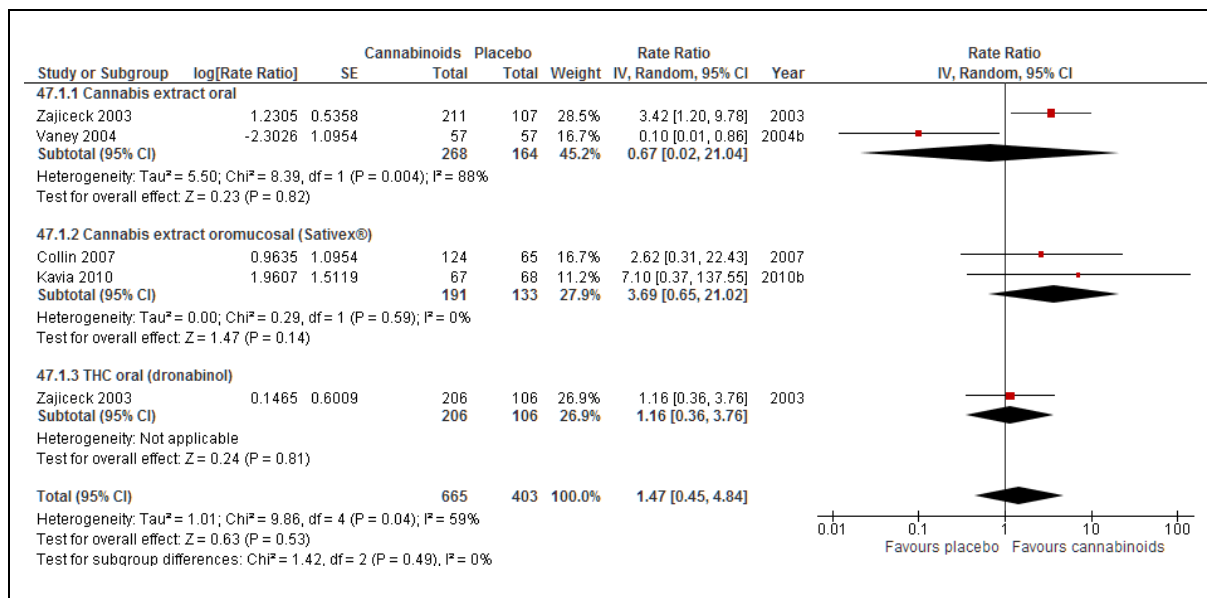 Cannabinoids Placebo Rate Ratio Rate Ratio
Study or Subgroup log[Rate Ratio] SE Total Total Weight IV, Random, 95% CI Year IV, Random, 95% CI
47.1.1 Cannabis extract oral
Zajiceck 2003 1.2305 0.5358 211 107 28.5% 3.42 [1.20, 9.78] 2003
Vaney 2004 -2.3026 1.0954 57 57 16.7% 0.10 [0.01, 0.86] 2004b
Subtotal (95% CI) 268 164 45.2% 0.67 [0.02, 21.04]
Heterogeneity: Tau² = 5.50; Chi² = 8.39, df = 1 (P = 0.004); I² = 88%
Test for overall effect: Z = 0.23 (P = 0.82)
47.1.2 Cannabis extract oromucosal (Sativex®)
Collin 2007 0.9635 1.0954 124 65 16.7% 2.62 [0.31, 22.43] 2007
Kavia 2010 1.9607 1.5119 67 68 11.2% 7.10 [0.37, 137.55] 2010b
Subtotal (95% CI) 191 133 27.9% 3.69 [0.65, 21.02]
Heterogeneity: Tau² = 0.00; Chi² = 0.29, df = 1 (P = 0.59); I² = 0%
Test for overall effect: Z = 1.47 (P = 0.14)
47.1.3 THC oral (dronabinol)
Zajiceck 2003 0.1465 0.6009 206 106 26.9% 1.16 [0.36, 3.76] 2003
Subtotal (95% CI) 206 106 26.9% 1.16 [0.36, 3.76]
Heterogeneity: Not applicable
Test for overall effect: Z = 0.24 (P = 0.81)
Total (95% CI) 665 403 100.0% 1.47 [0.45, 4.84]
Heterogeneity: Tau² = 1.01; Chi² = 9.86, df = 4 (P = 0.04); I² = 59%
Test for overall effect: Z = 0.63 (P = 0.53)
Test for subgroup differences: Chi² = 1.42, df = 2 (P = 0.49), I² = 0%
0.01 0.1 1 10 100
Favours placebo Favours cannabinoids